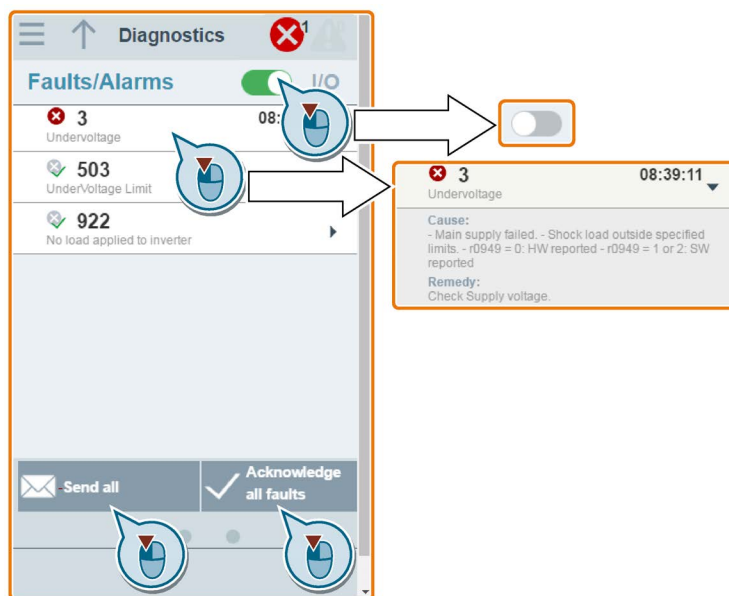 Diagnostics
1
Faults/Alarms
I/O
3
08:
Undervoltage
503
UnderVoltage Limit
922
No load applied to inverter
Send all
Acknowledge
all faults
3
08:39:11
Undervoltage
Cause:
- Main supply failed. - Shock load outside specified
limits. - r0949 = 0: HW reported - r0949 = 1 or 2: SW
reported
Remedy:
Check Supply voltage.